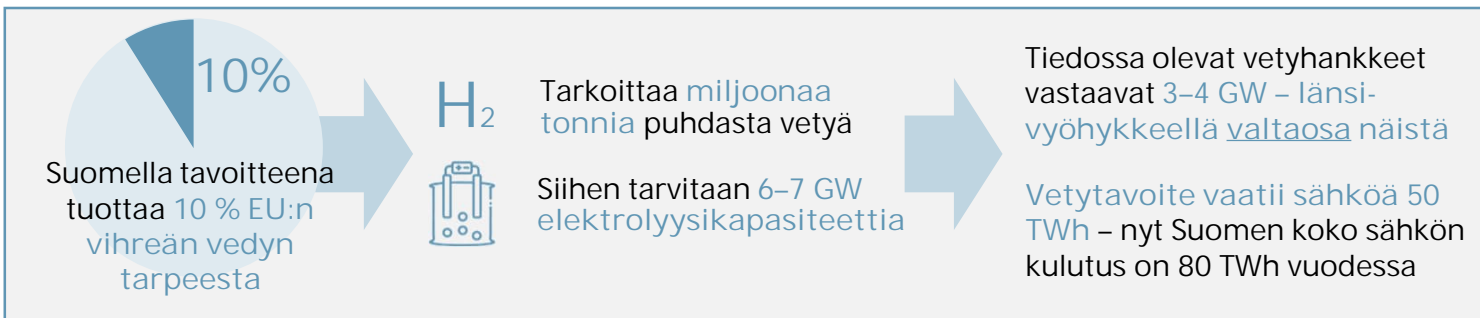 10%
Suomella tavoitteena
tuottaa 10 % EU:n
vihreän vedyn
tarpeesta
H2
Tarkoittaa miljoonaa
tonnia puhdasta vetyä
Siihen tarvitaan 6–7 GW
elektrolyysikapasiteettia
Tiedossa olevat vetyhankkeet
vastaavat 3–4 GW – länsi-
vyöhykkeellä valtaosa näistä
Vetytavoite vaatii sähköä 50
TWh – nyt Suomen koko sähkön
kulutus on 80 TWh vuodessa